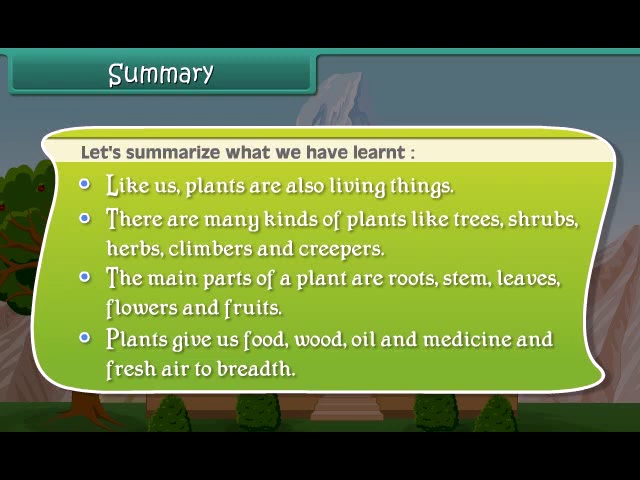 Summary
Let's summarize what we have learnt :
Like us, plants are also living things.
There are many kinds of plants like trees, shrubs,
herbs, climbers and creepers.
The main parts of a plant are roots, stem, leaves,
flowers and fruits.
Plants give us food, wood, oil and medicine and
fresh air to breadth.